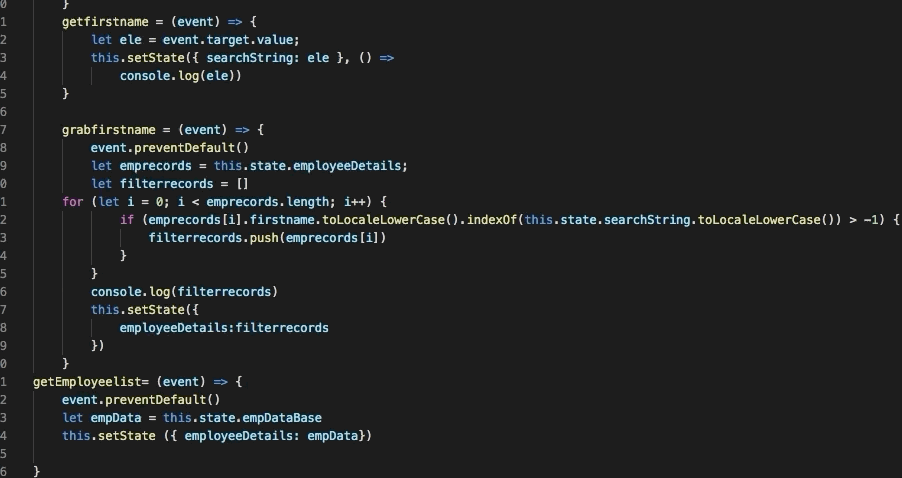 0 }
1 getfirstname = (event) => {
2 let ele = event.target.value;
3 this.setState({ searchString: ele }, () =>
4 console.log(ele))
5 }
6
7 grabfirstname = (event) => {
8 event.preventDefault()
9 let emprecords = this.state.employeeDetails;
0 let filterrecords = []
1 for (let i = 0; i < emprecords.length; i++) {
2 if (emprecords[i].firstname.toLocaleLowerCase().indexOf(this.state.searchString.toLocaleLowerCase()) > -1) {
3 filterrecords.push(emprecords[i])
4 }
5 }
6 console.log(filterrecords)
7 this.setState({
8 employeeDetails:filterrecords
9 })
0 }
1 getEmployeelist= (event) => {
2 event.preventDefault()
3 let empData = this.state.empDataBase
4 this.setState ({ employeeDetails: empData})
5
6 }